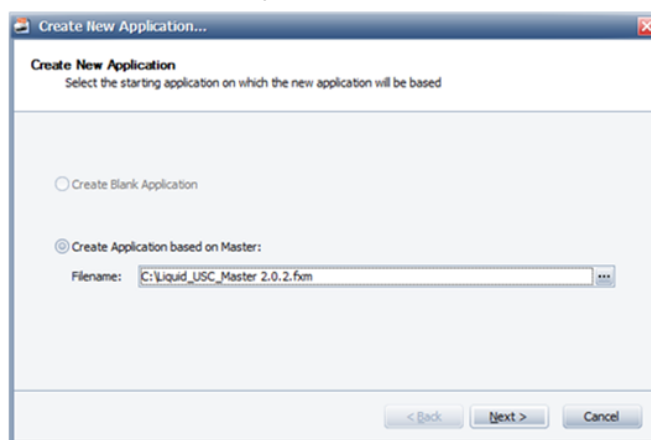 Create New Application...
Create New Application
Select the starting application on which the new application will be based
Create Blank Application
Create Application based on Master:
Filename: C:\Liquid_USC_Master 2.0.2.fxm ...
< Back Next > Cancel